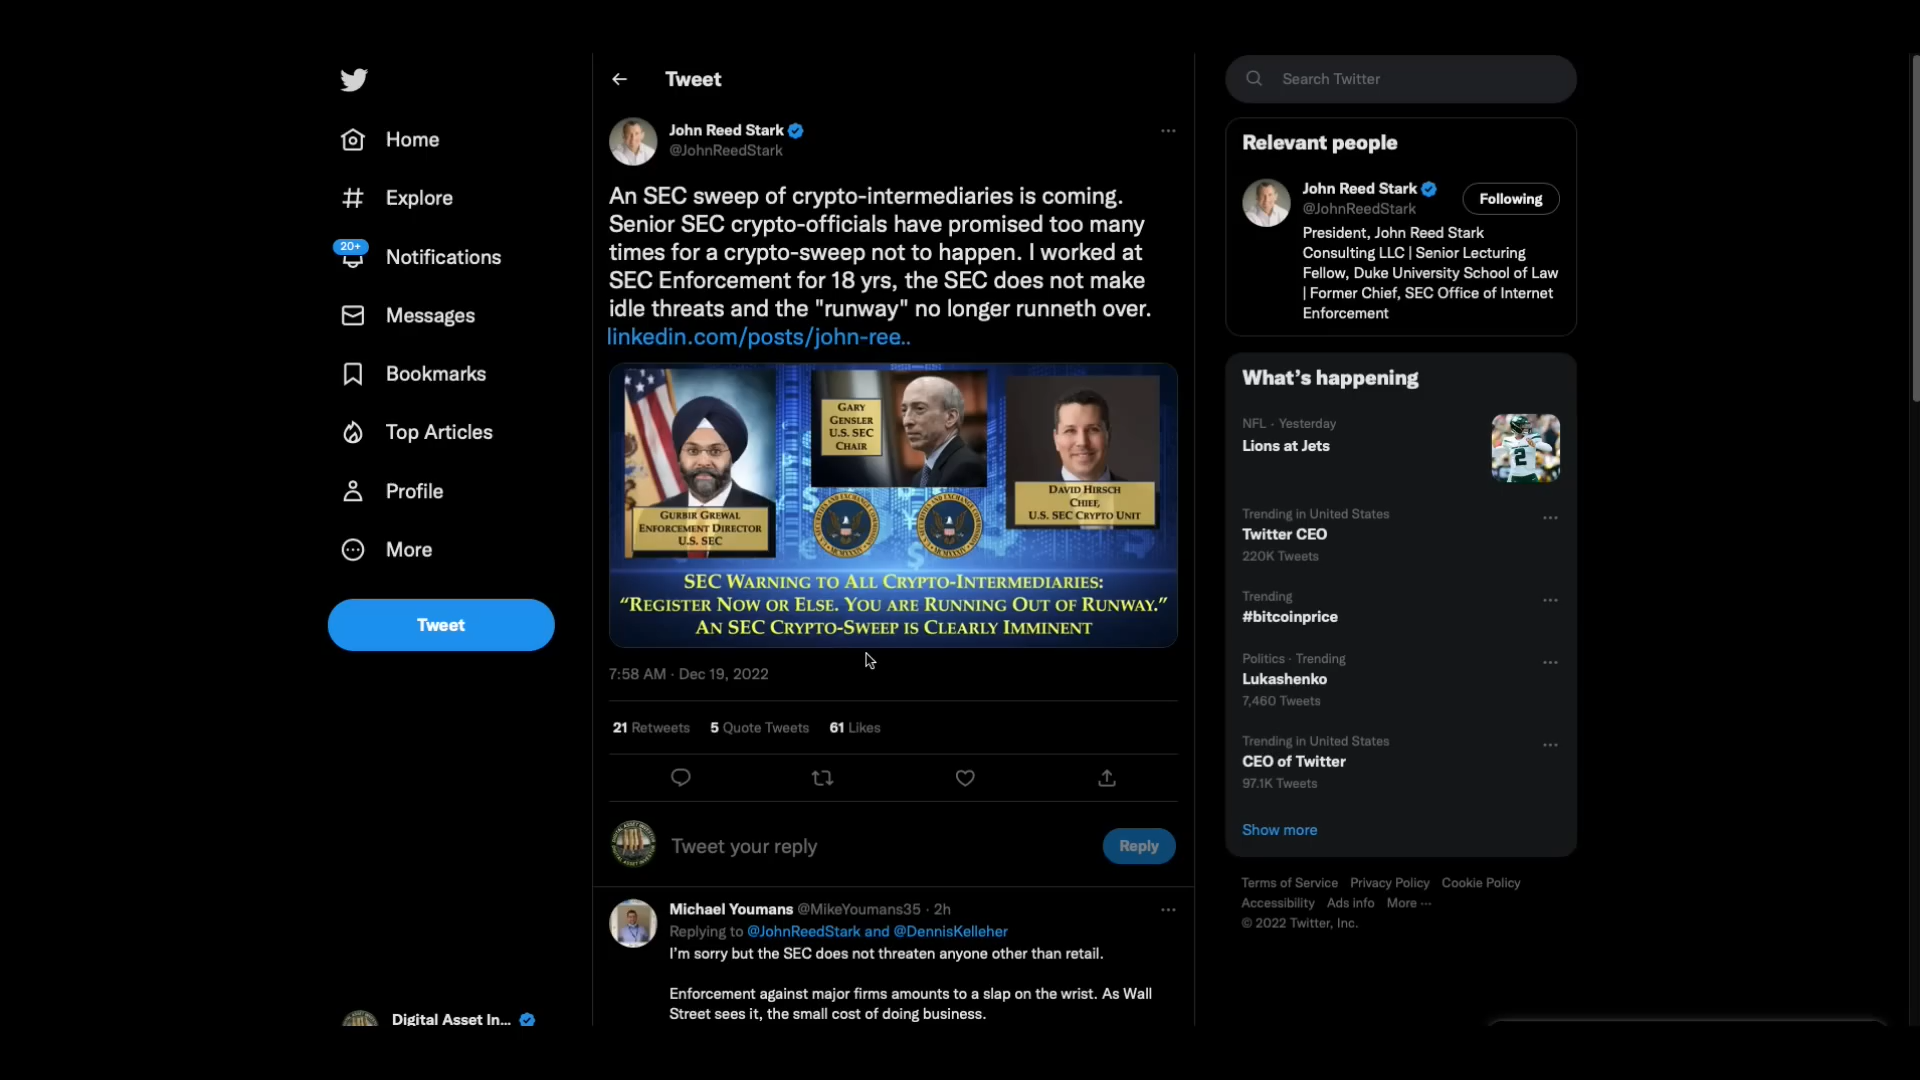 Home
Explore
20+
Notifications
Messages
Bookmarks
Top Articles
Profile
More
Tweet
Digital Asset In...
Tweet
John Reed Stark
@JohnReedStark
An SEC sweep of crypto-intermediaries is coming.
Senior SEC crypto-officials have promised too many
times for a crypto-sweep not to happen. I worked at
SEC Enforcement for 18 yrs, the SEC does not make
idle threats and the "runway" no longer runneth over.
linkedin.com/posts/john-ree..
GURBIR GREWAL
ENFORCEMENT DIRECTOR
U.S. SEC
GARY
GENSLER
U.S. SEC
CHAIR
DAVID HIRSCH
CHIEF,
U.S. SEC CRYPTO UNIT
SEC WARNING TO ALL CRYPTO-INTERMEDIARIES:
“REGISTER NOW OR ELSE. YOU ARE RUNNING OUT OF RUNWAY.”
AN SEC CRYPTO-SWEEP IS CLEARLY IMMINENT
7:58 AM · Dec 19, 2022
21 Retweets 5 Quote Tweets 61 Likes
Tweet your reply
Reply
Michael Youmans @MikeYoumans35 · 2h
Replying to @JohnReedStark and @DennisKelleher
I'm sorry but the SEC does not threaten anyone other than retail.
Enforcement against major firms amounts to a slap on the wrist. As Wall
Street sees it, the small cost of doing business.
Search Twitter
Relevant people
John Reed Stark
@JohnReedStark
Following
President, John Reed Stark
Consulting LLC | Senior Lecturing
Fellow, Duke University School of Law
| Former Chief, SEC Office of Internet
Enforcement
What's happening
NFL · Yesterday
Lions at Jets
2
Trending in United States
Twitter CEO
220K Tweets
Trending
#bitcoinprice
Politics · Trending
Lukashenko
7,460 Tweets
Trending in United States
CEO of Twitter
97.1K Tweets
Show more
Terms of Service Privacy Policy Cookie Policy
Accessibility Ads info More ···
© 2022 Twitter, Inc.